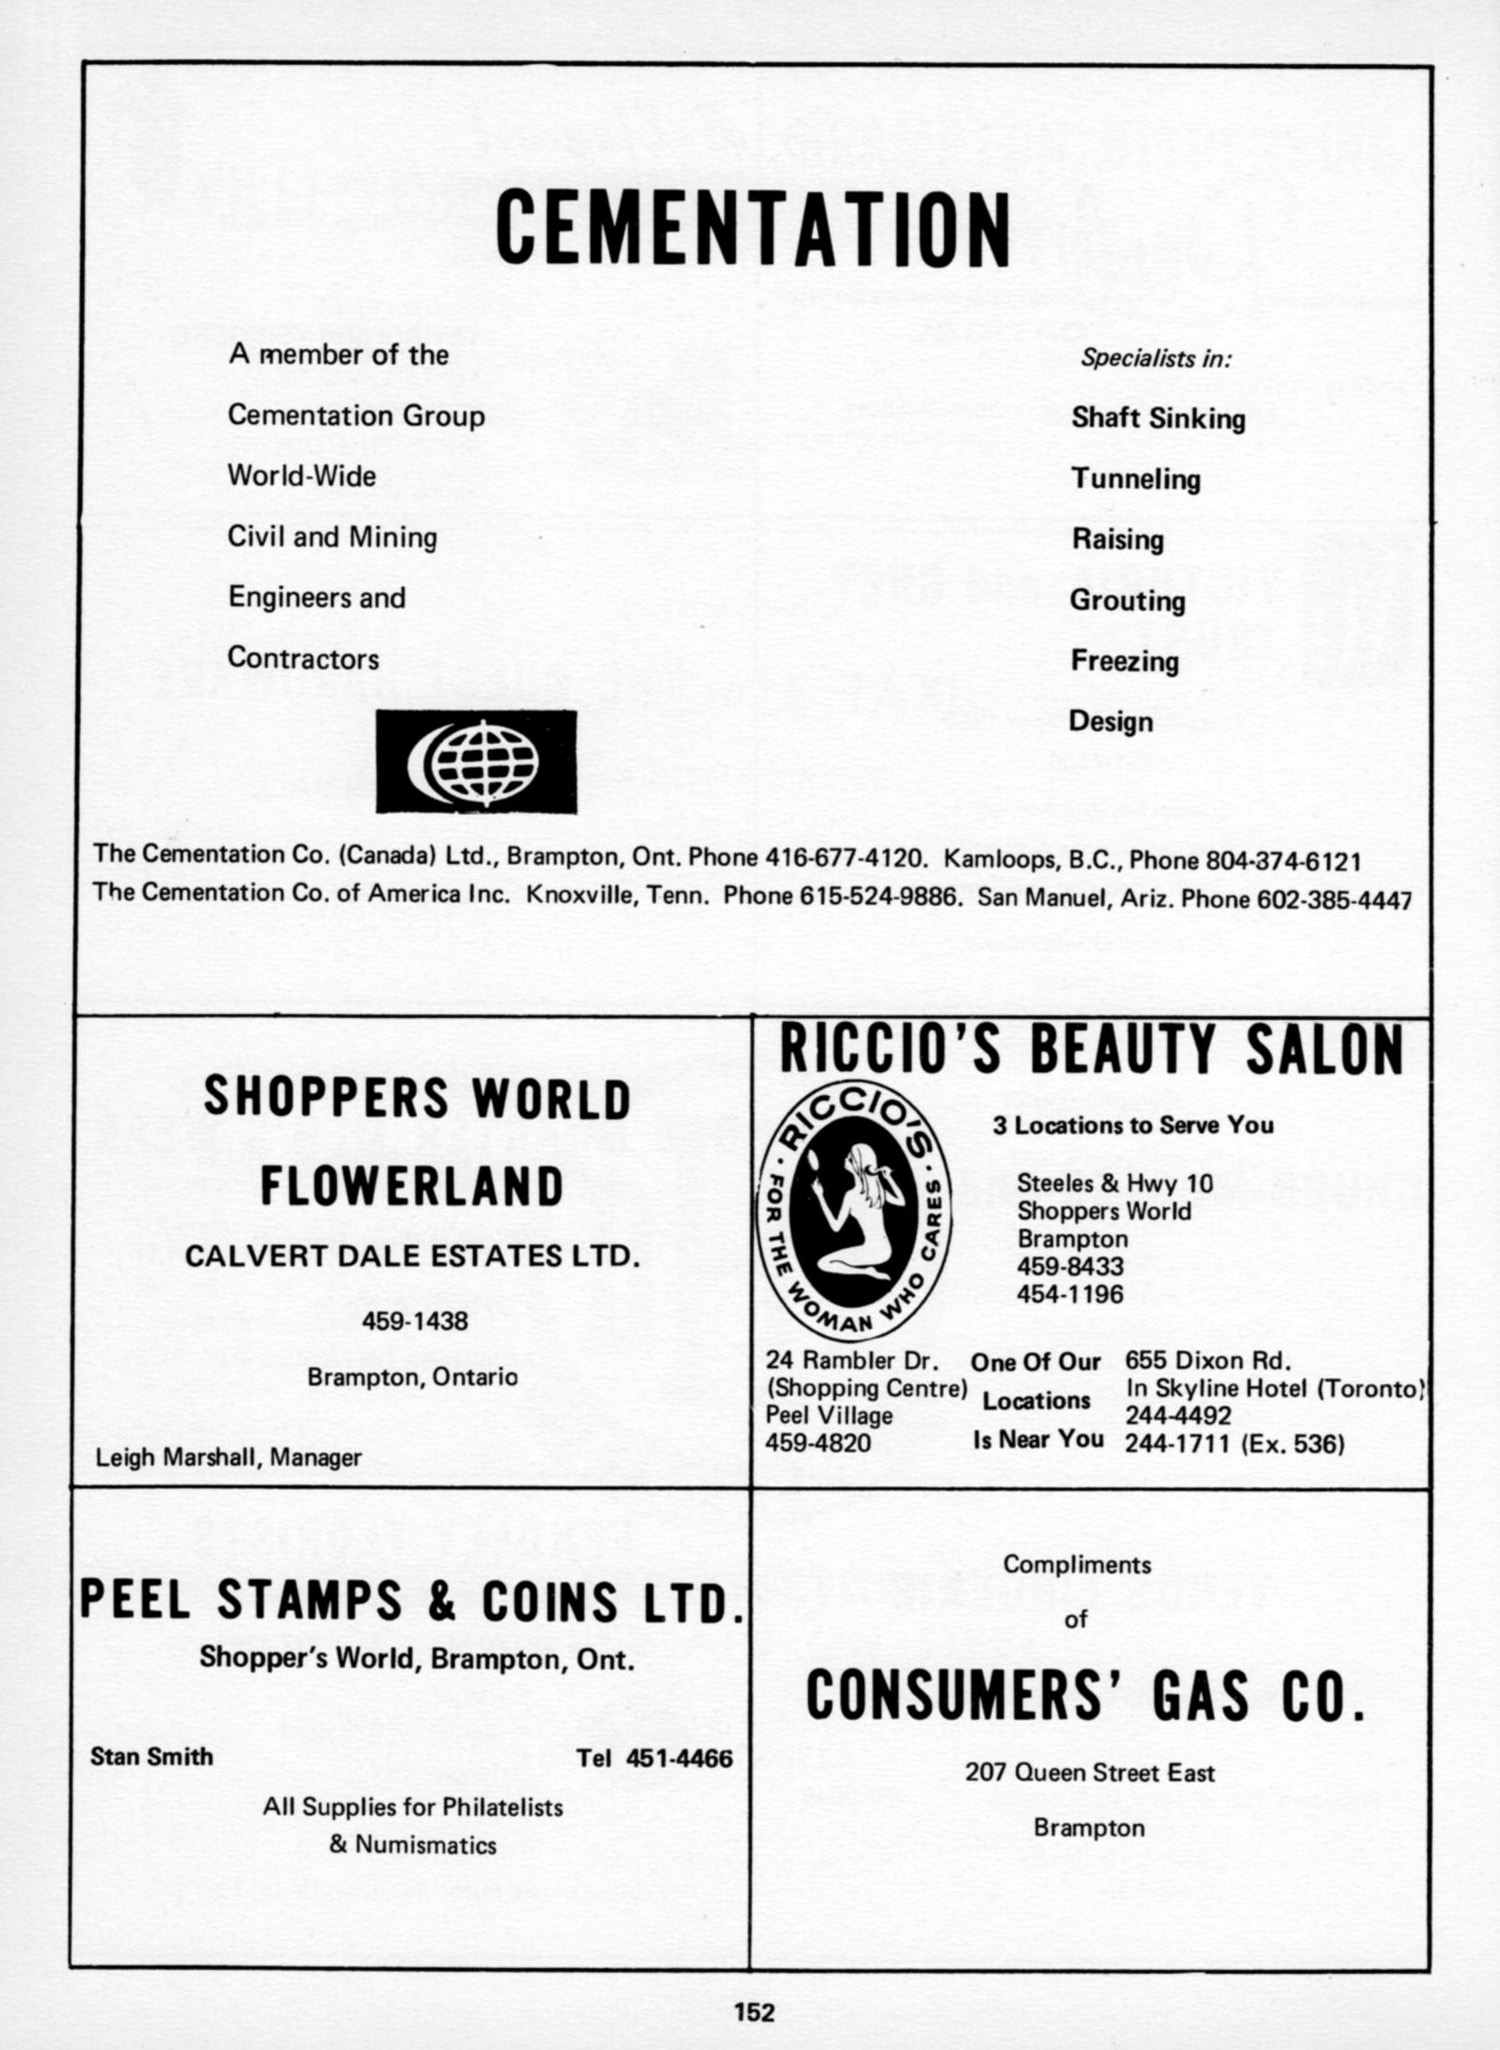 CEMENTATION
A member of the
Cementation Group
World-Wide
Civil and Mining
Engineers and
Contractors
Specialists in:
Shaft Sinking
Tunneling
Raising
Grouting
Freezing
Design
The Cementation Co. (Canada) Ltd., Brampton, Ont. Phone 416-677-4120. Kamloops, B.C., Phone 804-374-6121
The Cementation Co. of America Inc. Knoxville, Tenn. Phone 615-524-9886. San Manuel, Ariz. Phone 602-385-4447
SHOPPERS WORLD
FLOWERLAND
CALVERT DALE ESTATES LTD.
459-1438
Brampton, Ontario
Leigh Marshall, Manager
RICCIO'S BEAUTY SALON
· RICCIO'S ·
FOR THE WOMAN WHO CARES
3 Locations to Serve You
Steeles & Hwy 10
Shoppers World
Brampton
459-8433
454-1196
24 Rambler Dr.
(Shopping Centre)
Peel Village
459-4820
One Of Our
Locations
Is Near You
655 Dixon Rd.
In Skyline Hotel (Toronto)
244-4492
244-1711 (Ex. 536)
PEEL STAMPS & COINS LTD.
Shopper's World, Brampton, Ont.
Stan Smith Tel 451-4466
All Supplies for Philatelists
& Numismatics
Compliments
of
CONSUMERS' GAS CO.
207 Queen Street East
Brampton
152